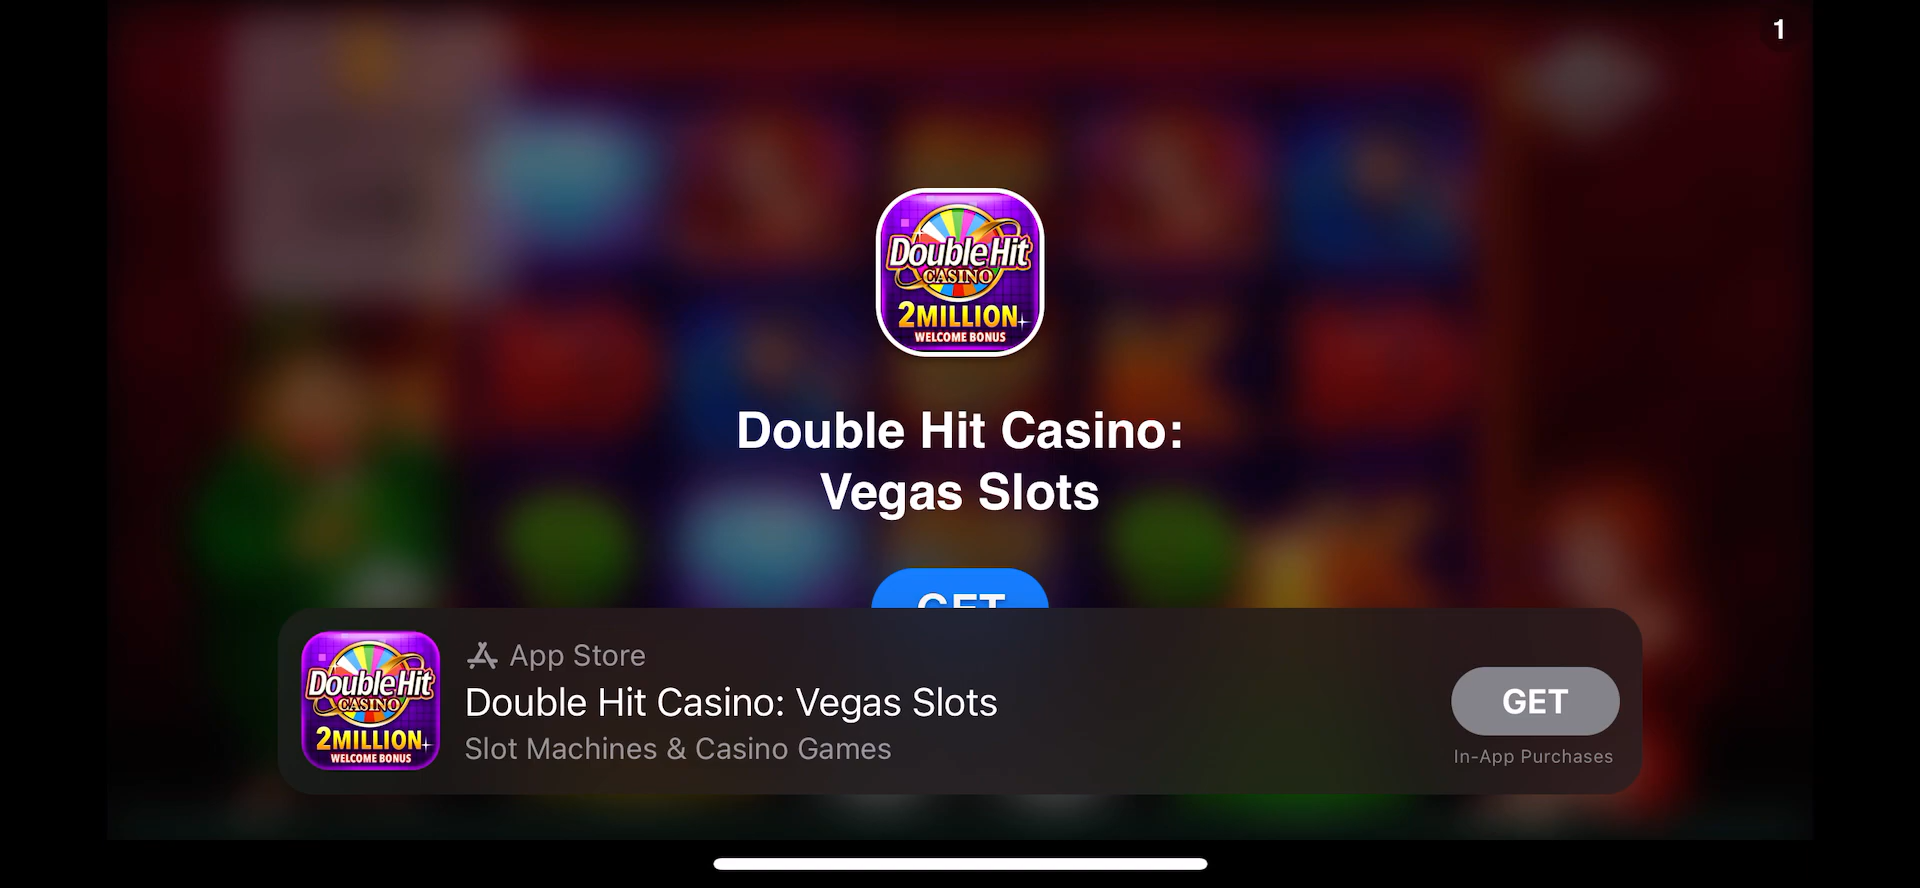 1
Double Hit
CASINO
2MILLION
WELCOME BONUS
Double Hit Casino:
Vegas Slots
GET
Double Hit
CASINO
2MILLION
WELCOME BONUS
App Store
Double Hit Casino: Vegas Slots
Slot Machines & Casino Games
GET
In-App Purchases